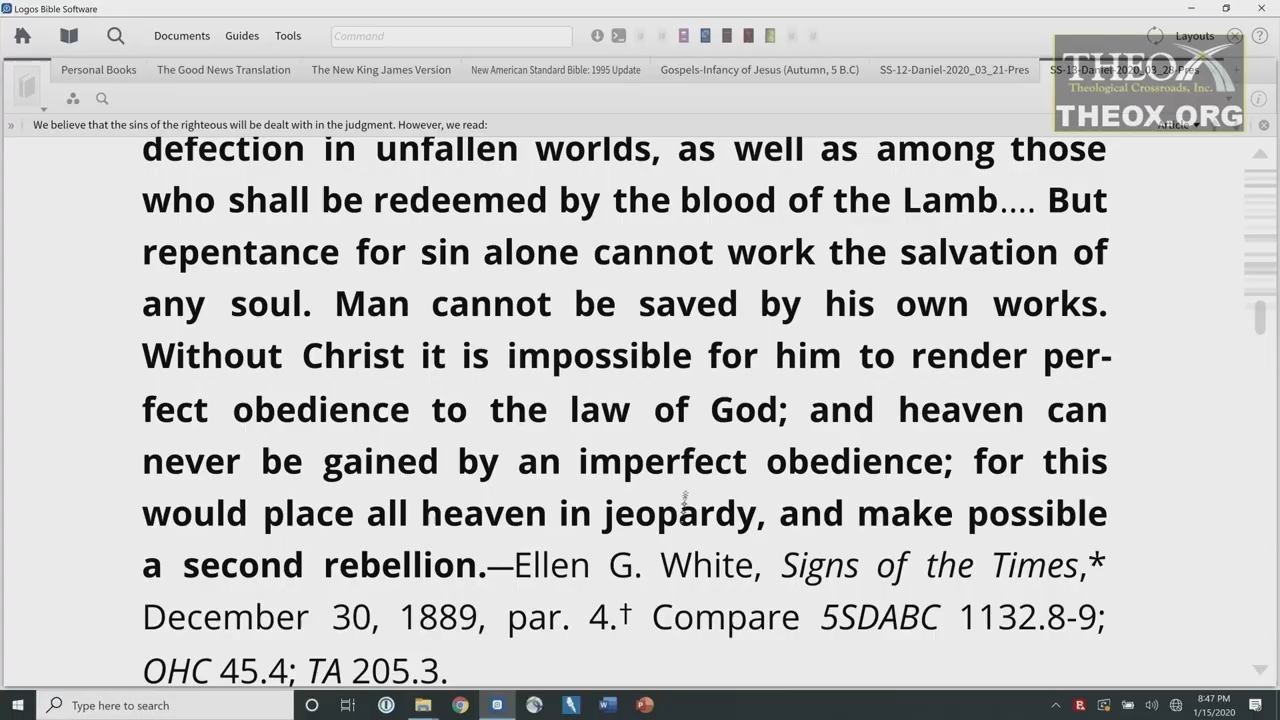 Logos Bible Software
Documents Guides Tools Command Layouts
Personal Books The Good News Translation New American Standard Bible: 1995 Update Gospels-Infancy of Jesus (Autumn, 5 B.C) SS-12-Daniel-2020_03_21-Pres SS-13-Daniel-2020_03_28-Pres
THEOX
Theological Crossroads, Inc.
THEOX.ORG
» We believe that the sins of the righteous will be dealt with in the judgment. However, we read: Article
defection in unfallen worlds, as well as among those
who shall be redeemed by the blood of the Lamb.... But
repentance for sin alone cannot work the salvation of
any soul. Man cannot be saved by his own works.
Without Christ it is impossible for him to render per-
fect obedience to the law of God; and heaven can
never be gained by an imperfect obedience; for this
would place all heaven in jeopardy, and make possible
a second rebellion.—Ellen G. White, Signs of the Times,*
December 30, 1889, par. 4.† Compare 5SDABC 1132.8-9;
OHC 45.4; TA 205.3.
Type here to search
8:47 PM
1/15/2020